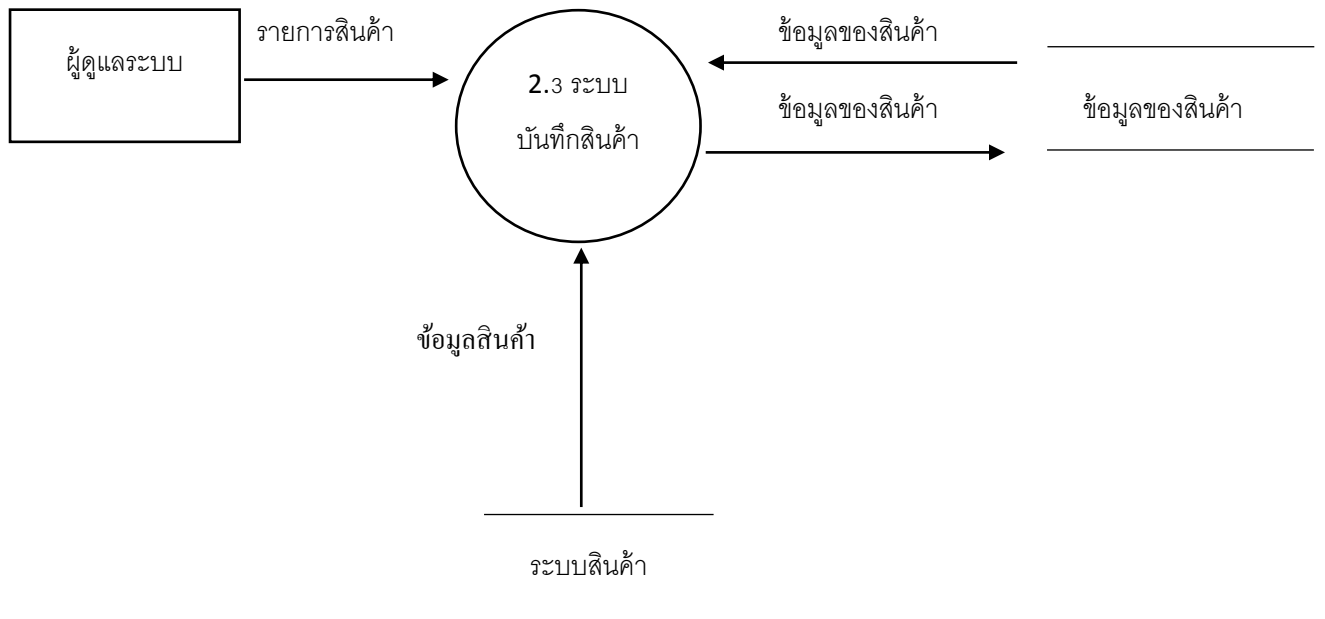 รายการสินค้า
ข้อมูลของสินค้า
ผู้ดูแลระบบ
2.3 ระบบ
บันทึกสินค้า
ข้อมูลของสินค้า
ข้อมูลของสินค้า
ข้อมูลสินค้า
ระบบสินค้า